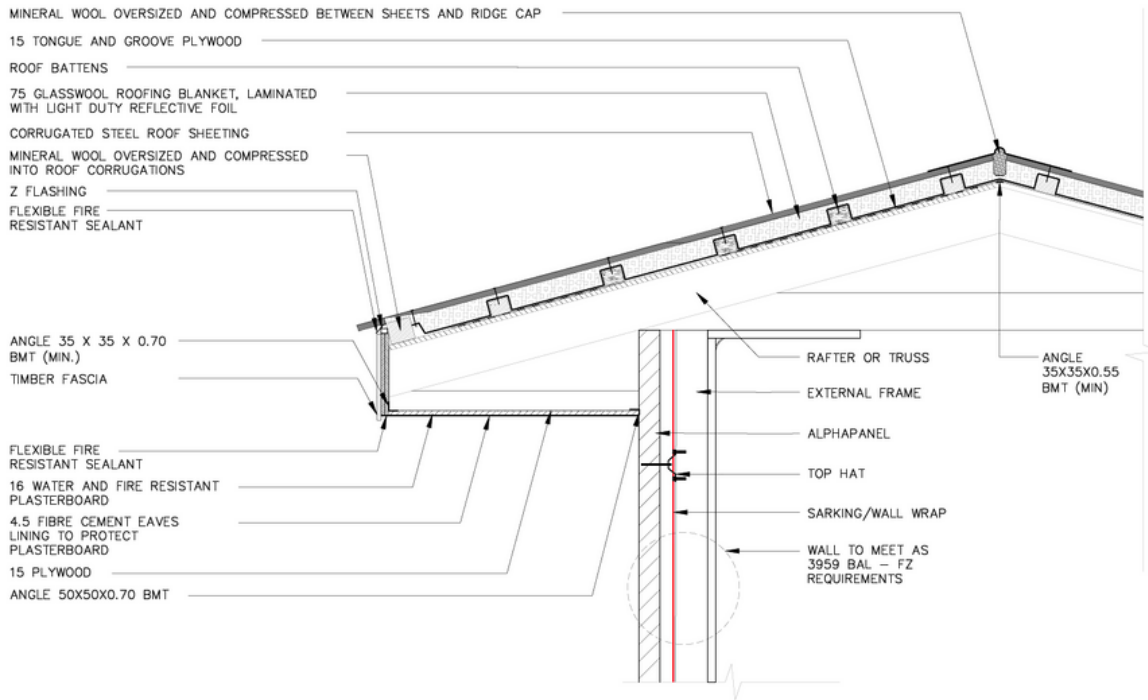 MINERAL WOOL OVERSIZED AND COMPRESSED BETWEEN SHEETS AND RIDGE CAP
15 TONGUE AND GROOVE PLYWOOD
ROOF BATTENS
75 GLASSWOOL ROOFING BLANKET, LAMINATED
WITH LIGHT DUTY REFLECTIVE FOIL
CORRUGATED STEEL ROOF SHEETING
MINERAL WOOL OVERSIZED AND COMPRESSED
INTO ROOF CORRUGATIONS
Z FLASHING
FLEXIBLE FIRE
RESISTANT SEALANT
ANGLE 35 X 35 X 0.70
BMT (MIN.)
TIMBER FASCIA
FLEXIBLE FIRE
RESISTANT SEALANT
16 WATER AND FIRE RESISTANT
PLASTERBOARD
4.5 FIBRE CEMENT EAVES
LINING TO PROTECT
PLASTERBOARD
15 PLYWOOD
ANGLE 50X50X0.70 BMT
RAFTER OR TRUSS
EXTERNAL FRAME
ALPHAPANEL
TOP HAT
SARKING/WALL WRAP
WALL TO MEET AS
3959 BAL – FZ
REQUIREMENTS
ANGLE
35X35X0.55
BMT (MIN)